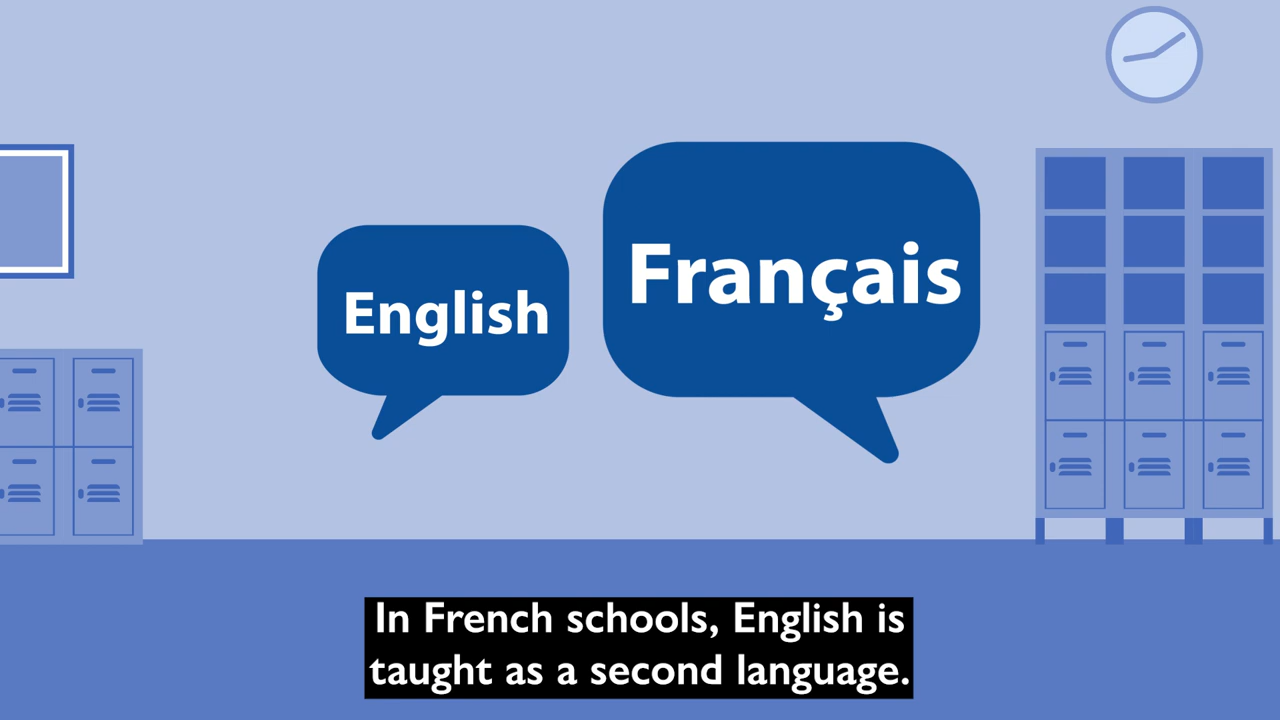 English
Français
In French schools, English is
taught as a second language.